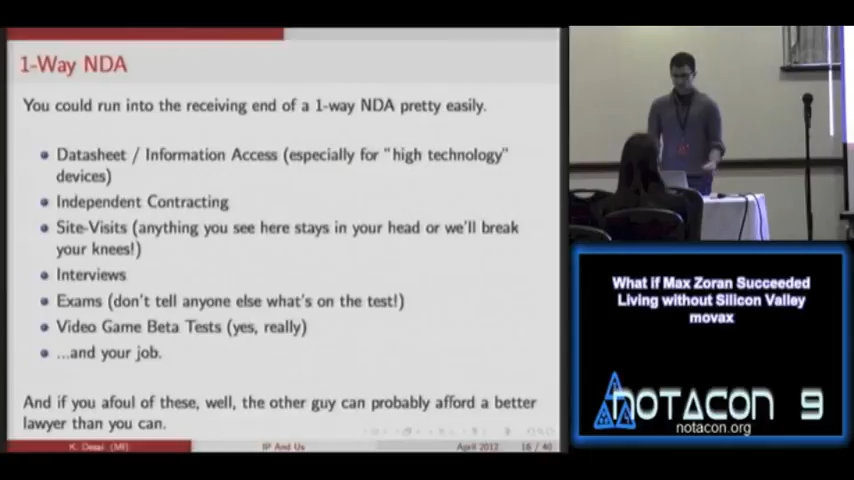 1-Way NDA
You could run into the receiving end of a 1-way NDA pretty easily.
Datasheet / Information Access (especially for "high technology"
devices)
Independent Contracting
Site-Visits (anything you see here stays in your head or we'll break
your knees!)
Interviews
Exams (don't tell anyone else what's on the test!)
Video Game Beta Tests (yes, really)
...and your job.
And if you afoul of these, well, the other guy can probably afford a better
lawyer than you can.
K. Desai (MIT)
IP And Us
April 2012
16 / 40
What if Max Zoran Succeeded
Living without Silicon Valley
movax
NOTACON 9
notacon.org